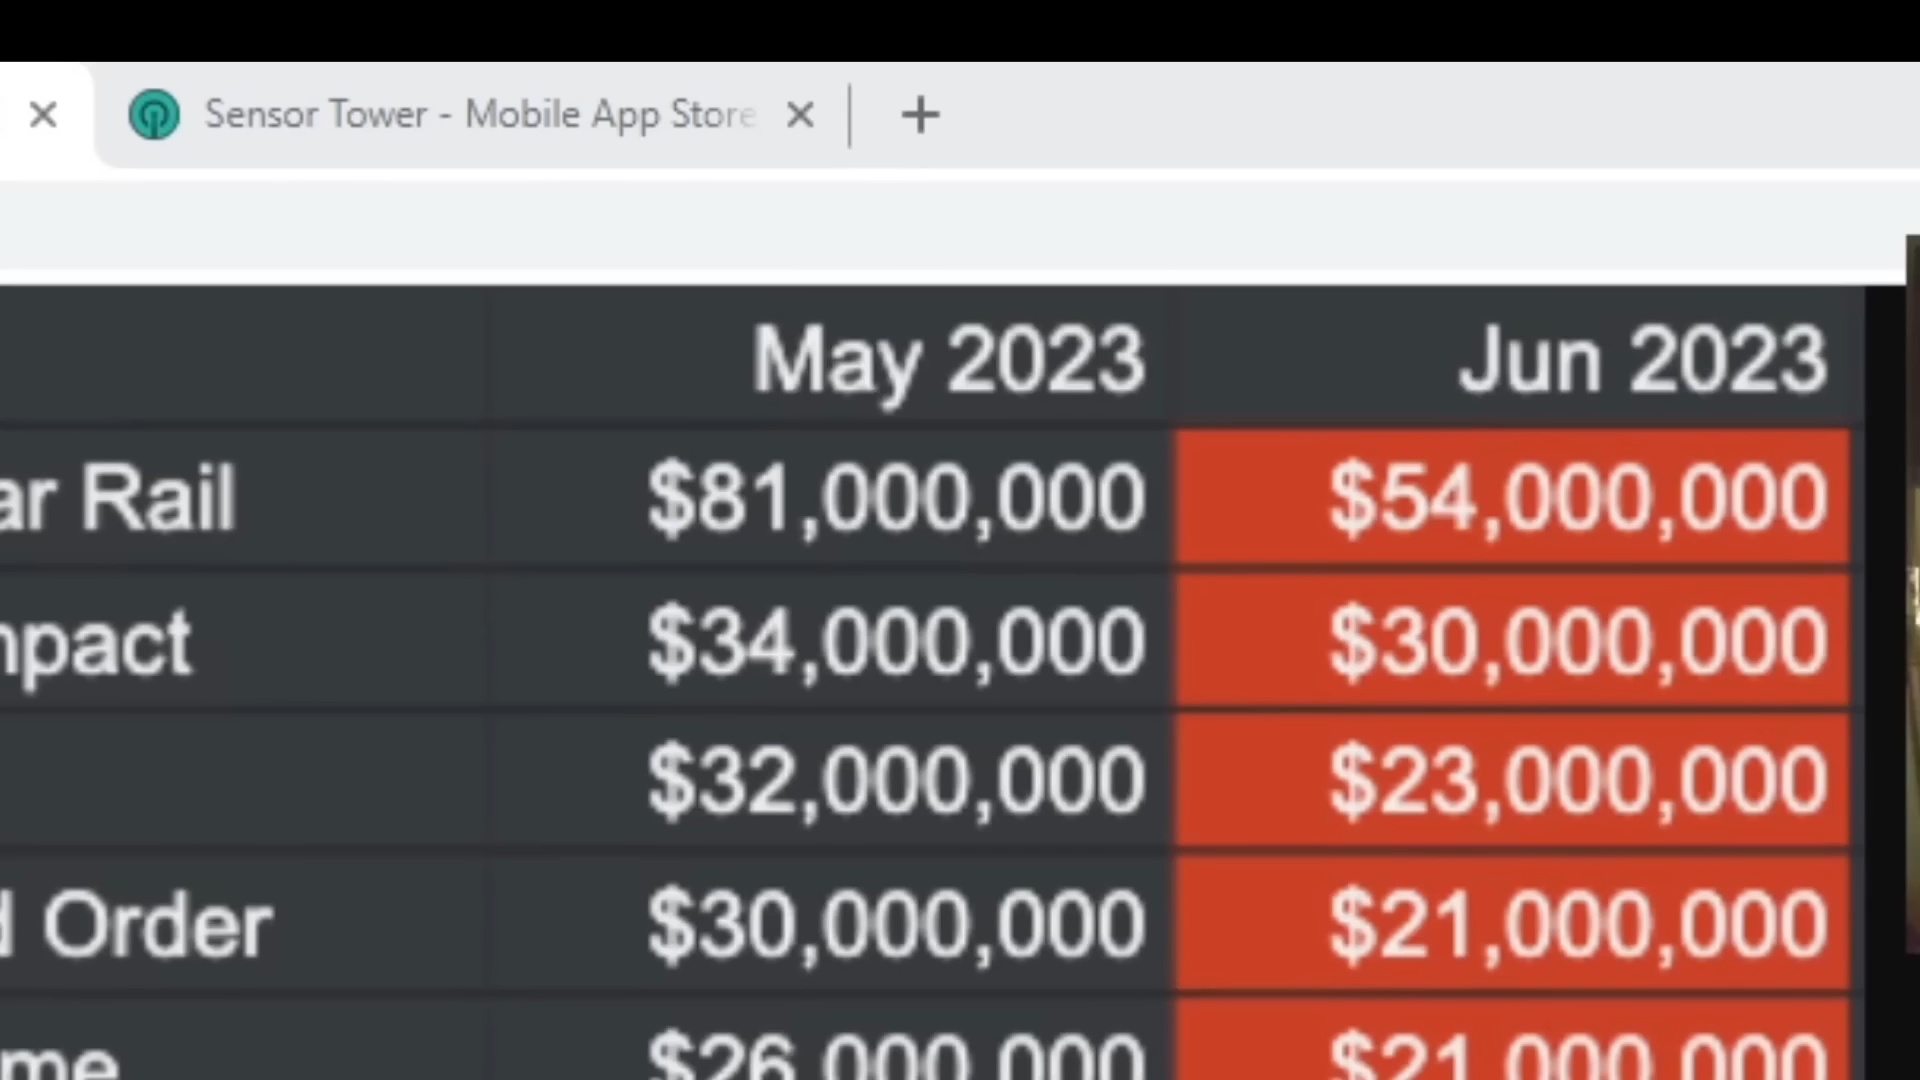 Sensor Tower - Mobile App Store
May 2023 Jun 2023
ar Rail $81,000,000 $54,000,000
mpact $34,000,000 $30,000,000
$32,000,000 $23,000,000
d Order $30,000,000 $21,000,000
me $26,000,000 $21,000,000